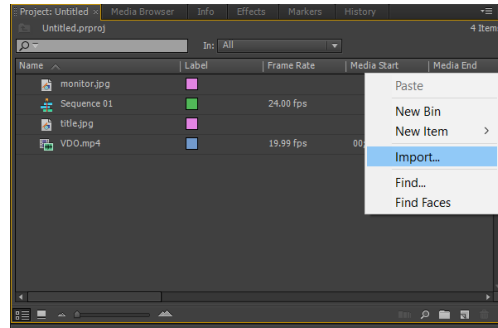 Project: Untitled × Media Browser Info Effects Markers History
Untitled.prproj 4 Item
In: All
Name Label Frame Rate Media Start Media End
monitor.jpg
Sequence 01 24.00 fps
title.jpg
VDO.mp4 19.99 fps 00;
Paste
New Bin
New Item >
Import...
Find...
Find Faces